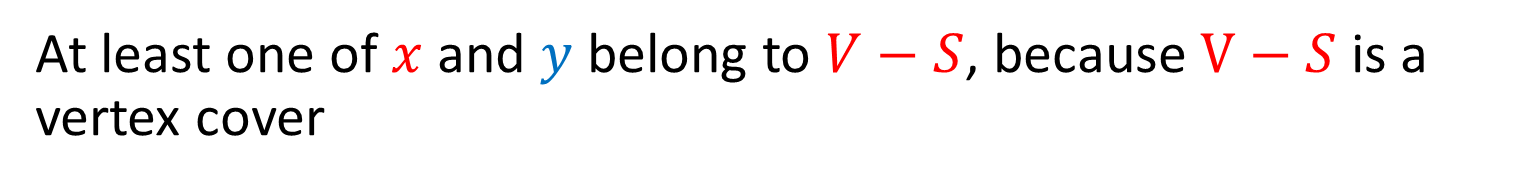 At least one of x and y belong to V − S, because V − S is a
vertex cover